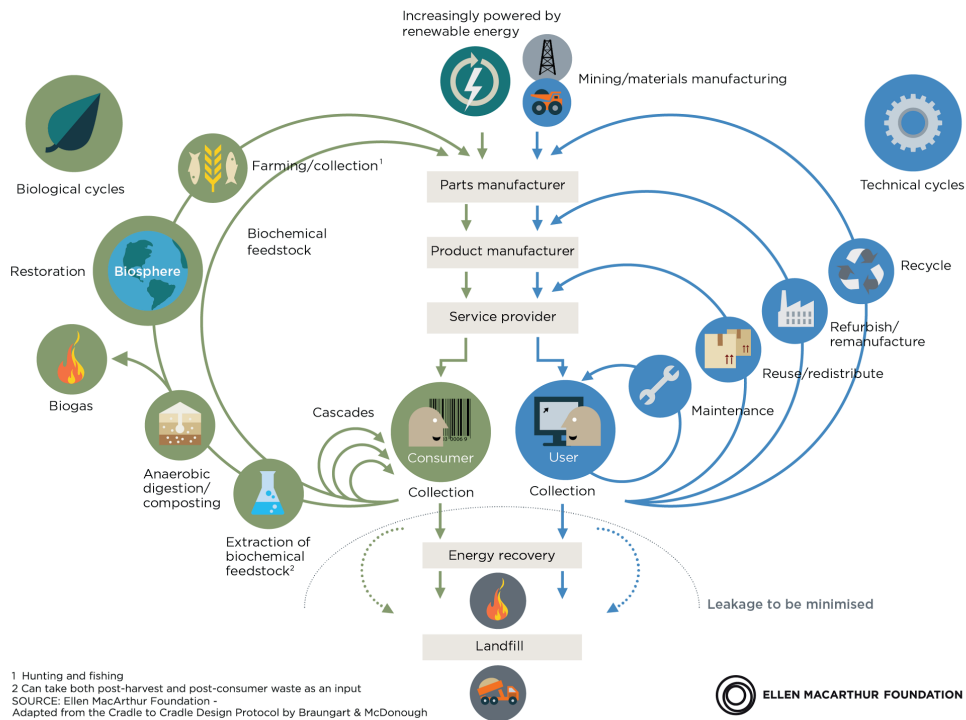 Increasingly powered by
renewable energy
Mining/materials manufacturing
Biological cycles
Farming/collection¹
Technical cycles
Parts manufacturer
Biochemical
feedstock
Product manufacturer
Restoration
Biosphere
Recycle
Service provider
Refurbish/
remanufacture
Reuse/redistribute
Biogas
Cascades
Maintenance
Consumer
User
Anaerobic
digestion/
composting
Collection
Collection
Extraction of
biochemical
feedstock²
Energy recovery
Leakage to be minimised
Landfill
1 Hunting and fishing
2 Can take both post-harvest and post-consumer waste as an input
SOURCE: Ellen MacArthur Foundation -
Adapted from the Cradle to Cradle Design Protocol by Braungart & McDonough
ELLEN MACARTHUR FOUNDATION